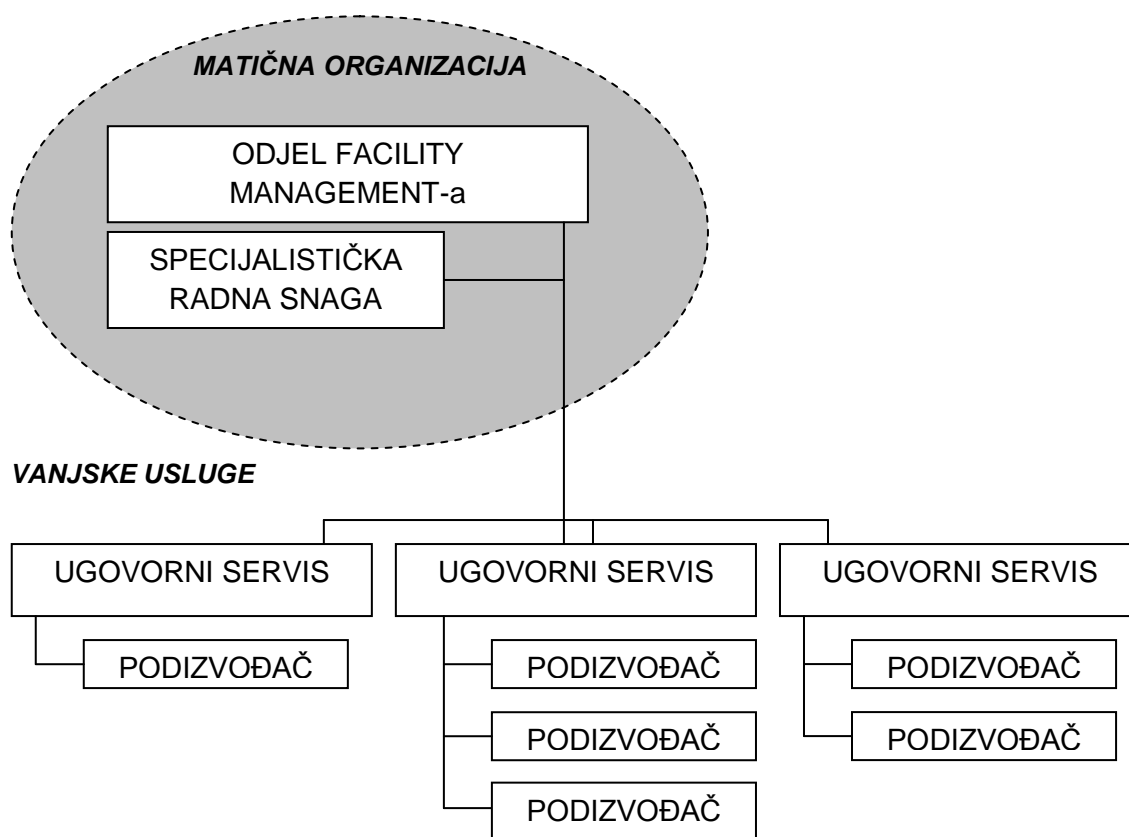 MATIČNA ORGANIZACIJA
ODJEL FACILITY
MANAGEMENT-a
SPECIJALISTIČKA
RADNA SNAGA
VANJSKE USLUGE
UGOVORNI SERVIS
UGOVORNI SERVIS
UGOVORNI SERVIS
PODIZVOĐAČ
PODIZVOĐAČ
PODIZVOĐAČ
PODIZVOĐAČ
PODIZVOĐAČ
PODIZVOĐAČ